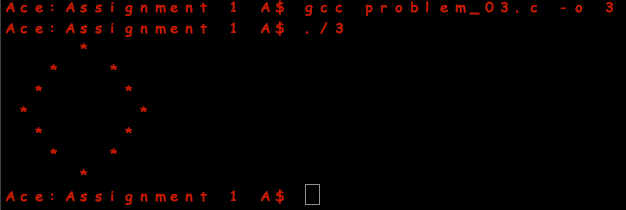 Ace: Assignment 1 A$ gcc problem_03.c -o 3
Ace: Assignment 1 A$ ./3
     *
   *   *
  *     *
 *       *
  *     *
   *   *
     *
Ace: Assignment 1 A$